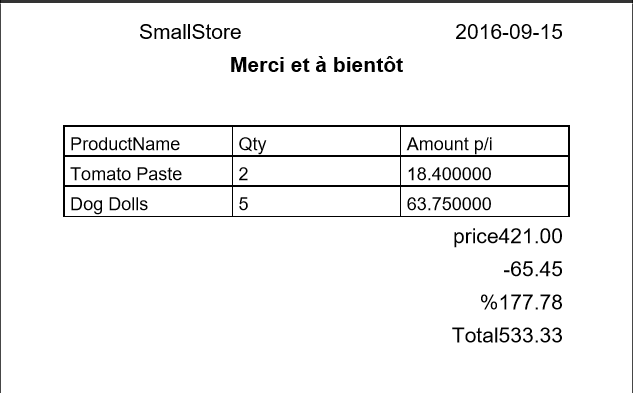 SmallStore 2016-09-15
Merci et à bientôt
ProductName Qty Amount p/i
Tomato Paste 2 18.400000
Dog Dolls 5 63.750000
price421.00
-65.45
%177.78
Total533.33